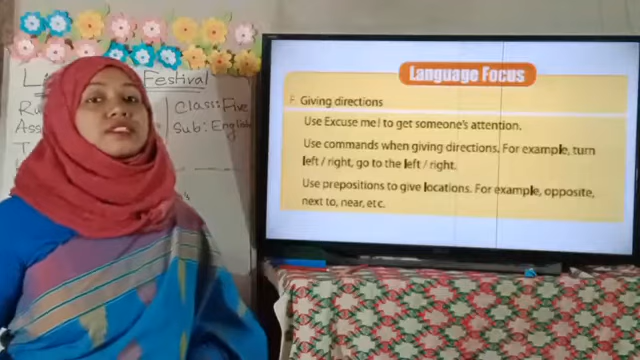 Festival
Class: Five
Sub: English
Language Focus
F Giving directions
Use Excuse me! to get someone's attention.
Use commands when giving directions. For example, turn
left / right, go to the left / right.
Use prepositions to give locations. For example, opposite,
next to, near, etc.